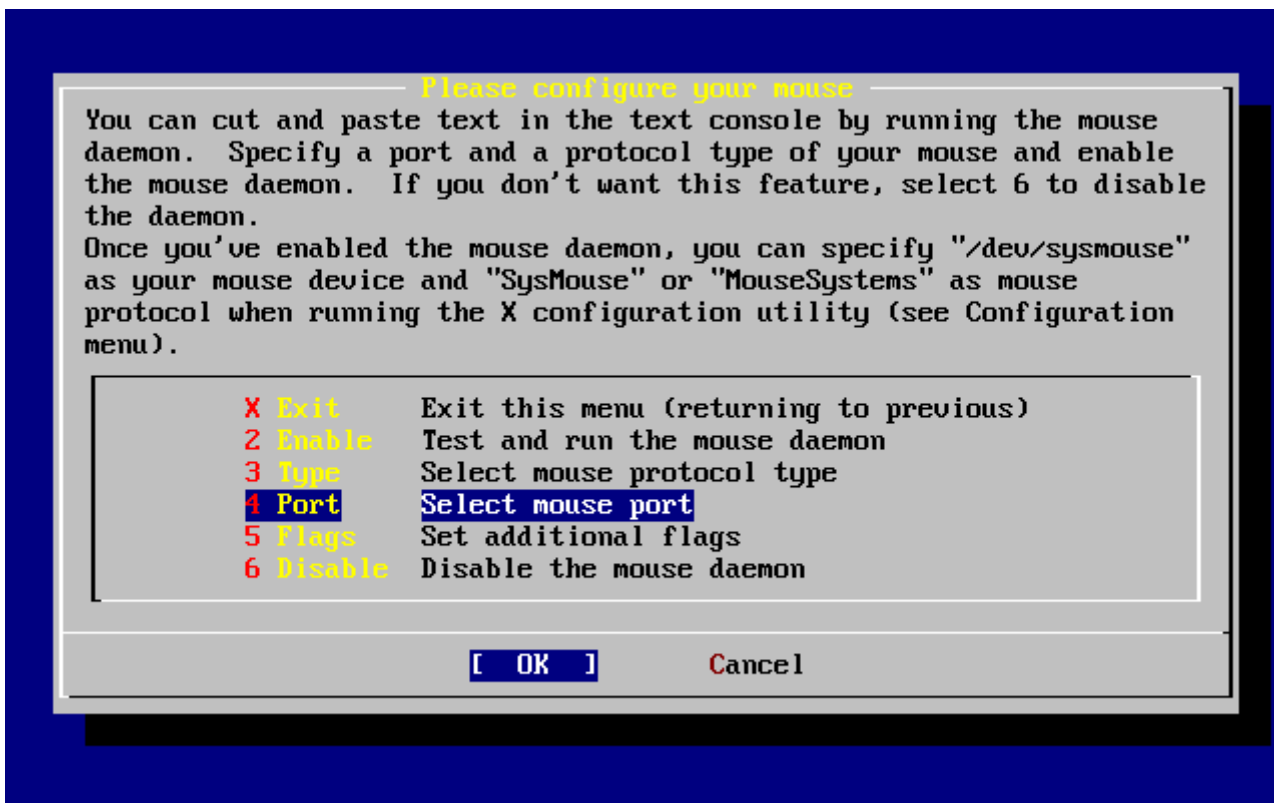 Please configure your mouse
You can cut and paste text in the text console by running the mouse
daemon.  Specify a port and a protocol type of your mouse and enable
the mouse daemon.  If you don't want this feature, select 6 to disable
the daemon.
Once you've enabled the mouse daemon, you can specify "/dev/sysmouse"
as your mouse device and "SysMouse" or "MouseSystems" as mouse
protocol when running the X configuration utility (see Configuration
menu).
X Exit     Exit this menu (returning to previous)
2 Enable   Test and run the mouse daemon
3 Type     Select mouse protocol type
4 Port     Select mouse port
5 Flags    Set additional flags
6 Disable  Disable the mouse daemon
[  OK  ]       Cancel